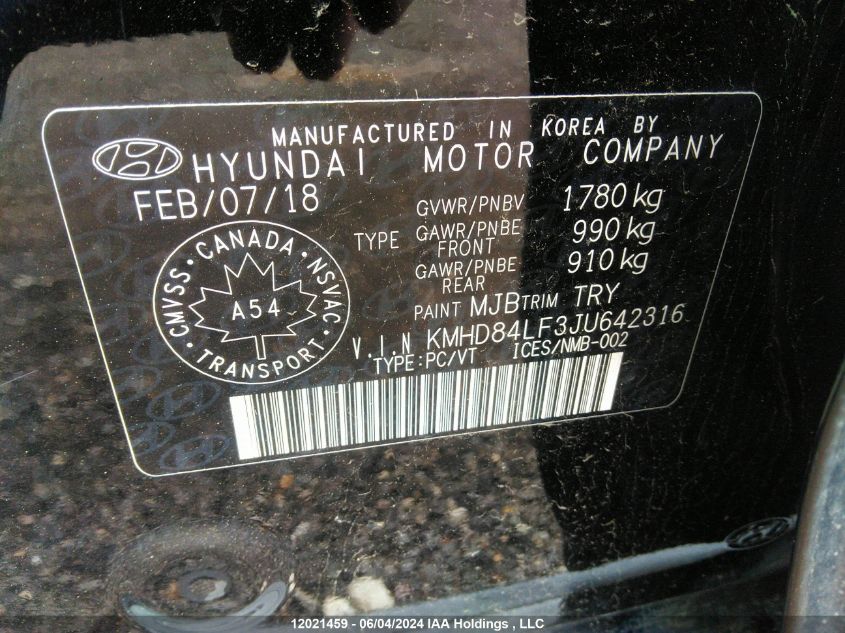 MANUFACTURED IN KOREA BY
HYUNDAI MOTOR COMPANY
FEB/07/18
GVWR/PNBV 1780 kg
TYPE GAWR/PNBE FRONT 990 kg
GAWR/PNBE REAR 910 kg
PAINT MJB TRIM TRY
V.I.N KMHD84LF3JU642316
TYPE:PC/VT ICES/NMB-002
CMVSS · CANADA · NSVAC
A54
· TRANSPORT ·
12021459 - 06/04/2024 IAA Holdings , LLC